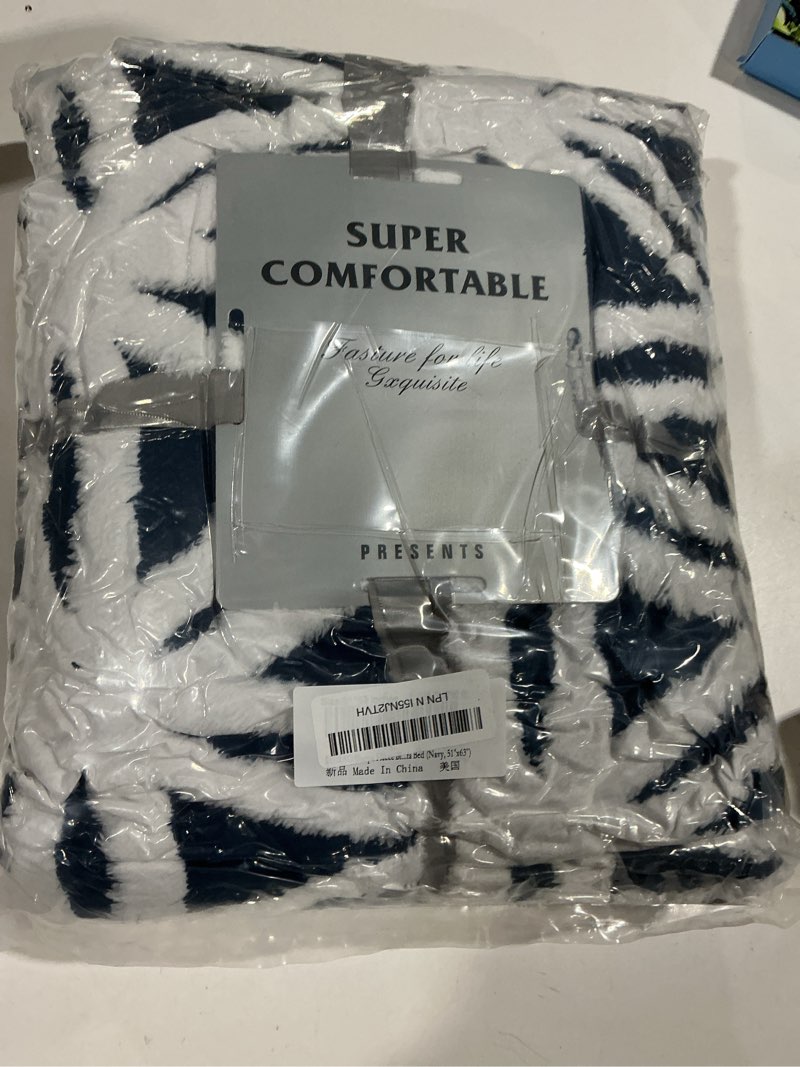 SUPER
COMFORTABLE
Fasiure for life
Gxquisite
PRESENTS
LPN N I55NJ2TVH
Bed (Navy, 51"x63")
新品 Made In China 美国